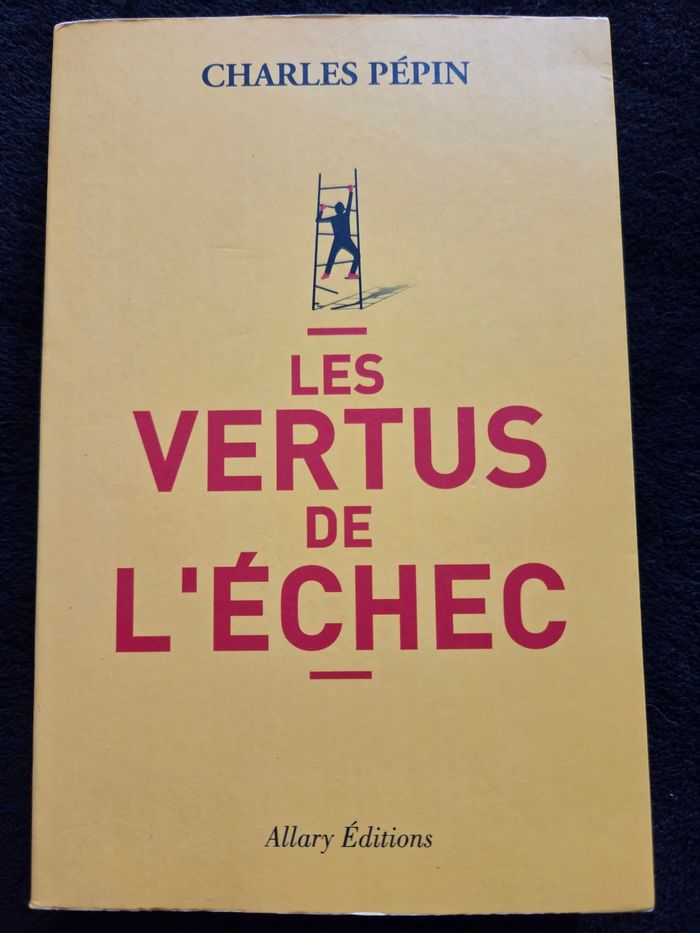 CHARLES PÉPIN
LES
VERTUS
DE
L'ÉCHEC
Allary Éditions